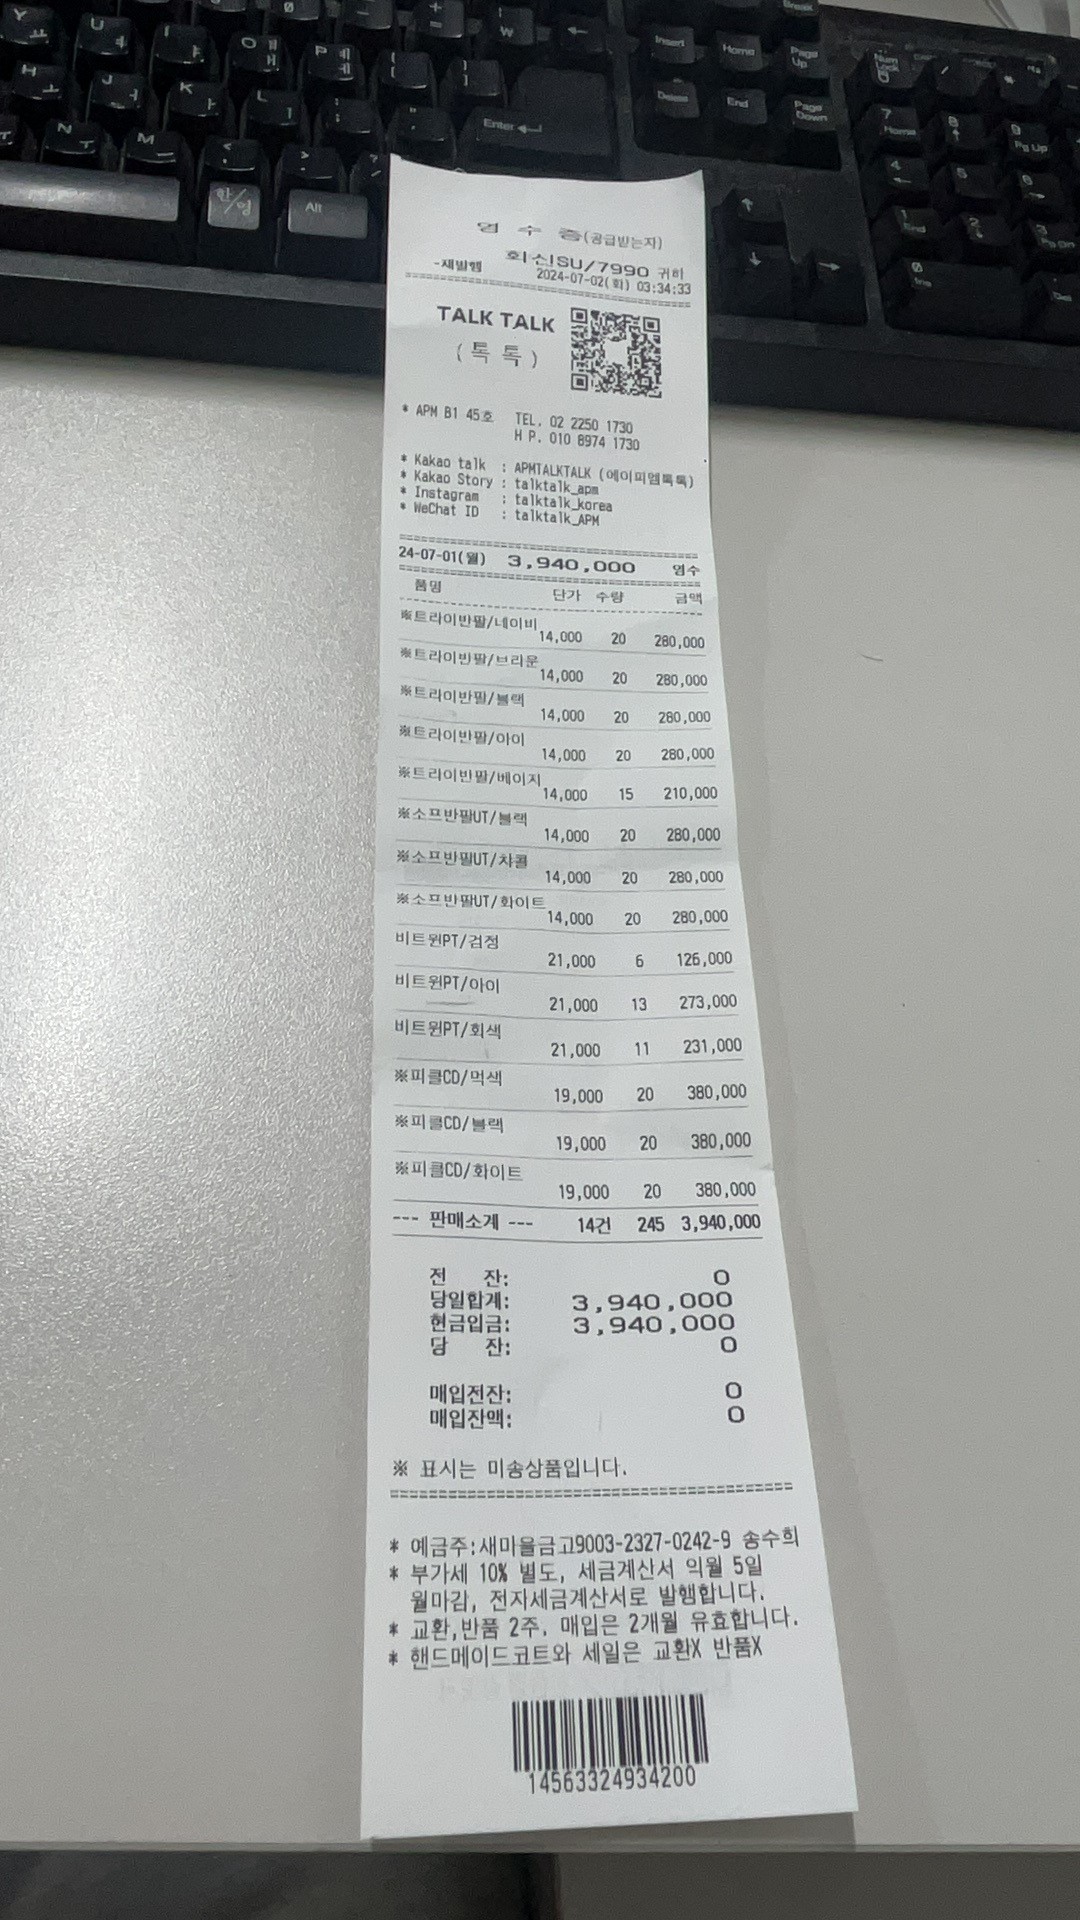 영 수 증(공급받는자)
회신SU/7990 귀하
-재발행 2024-07-02(화) 03:34:33
TALK TALK
(톡톡)
* APM B1 45호 TEL. 02 2250 1730
H P. 010 8974 1730
* Kakao talk : APMTALKTALK (에이피엠톡톡)
* Kakao Story : talktalk_apm
* Instagram : talktalk_korea
* WeChat ID : talktalk_APM
24-07-01(월) 3,940,000 영수
품명 단가 수량 금액
※트라이반팔/네이비
14,000 20 280,000
※트라이반팔/브라운
14,000 20 280,000
※트라이반팔/블랙
14,000 20 280,000
※트라이반팔/아이
14,000 20 280,000
※트라이반팔/베이지
14,000 15 210,000
※소프반팔UT/블랙
14,000 20 280,000
※소프반팔UT/챠콜
14,000 20 280,000
※소프반팔UT/화이트
14,000 20 280,000
비트윈PT/검정
21,000 6 126,000
비트윈PT/아이
21,000 13 273,000
비트윈PT/회색
21,000 11 231,000
※피클CD/먹색
19,000 20 380,000
※피클CD/블랙
19,000 20 380,000
※피클CD/화이트
19,000 20 380,000
--- 판매소계 --- 14건 245 3,940,000
전 잔: 0
당일합계: 3,940,000
현금입금: 3,940,000
당 잔: 0
매입전잔: 0
매입잔액: 0
※ 표시는 미송상품입니다.
* 예금주:새마을금고9003-2327-0242-9 송수희
* 부가세 10% 별도, 세금계산서 익월 5일
월마감, 전자세금계산서로 발행합니다.
* 교환,반품 2주. 매입은 2개월 유효합니다.
* 핸드메이드코트와 세일은 교환X 반품X
14563324934200